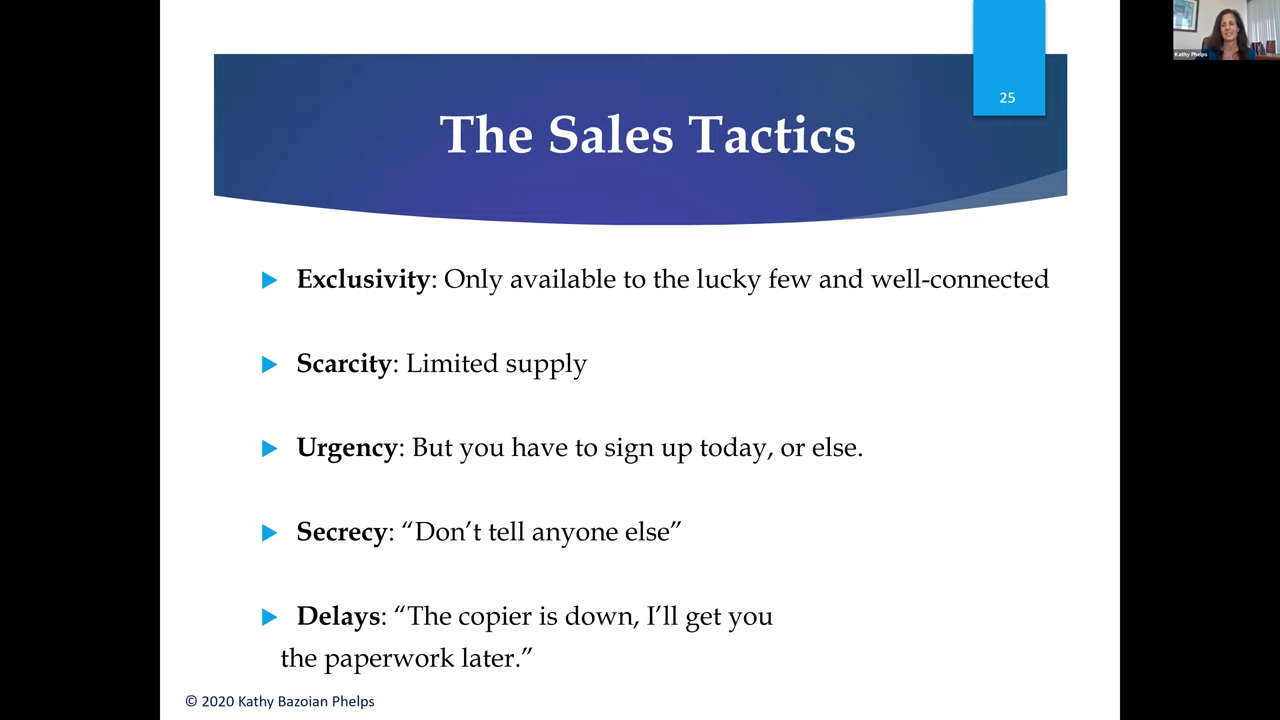 Kathy Phelps
25
The Sales Tactics
Exclusivity: Only available to the lucky few and well-connected
Scarcity: Limited supply
Urgency: But you have to sign up today, or else.
Secrecy: “Don’t tell anyone else”
Delays: “The copier is down, I’ll get you
the paperwork later.”
© 2020 Kathy Bazoian Phelps